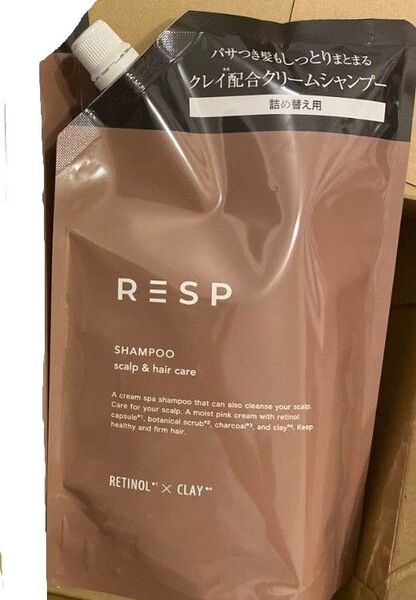 パサつき髪もしっとりまとまる
クレイ配合クリームシャンプー
詰め替え用
RESP
SHAMPOO
scalp & hair care
A cream spa shampoo that can also cleanse your scalp.
Care for your scalp. A moist pink cream with retinol
capsule*¹, botanical scrub*², charcoal*³, and clay*⁴. Keep
healthy and firm hair.
RETINOL*¹ × CLAY*⁴